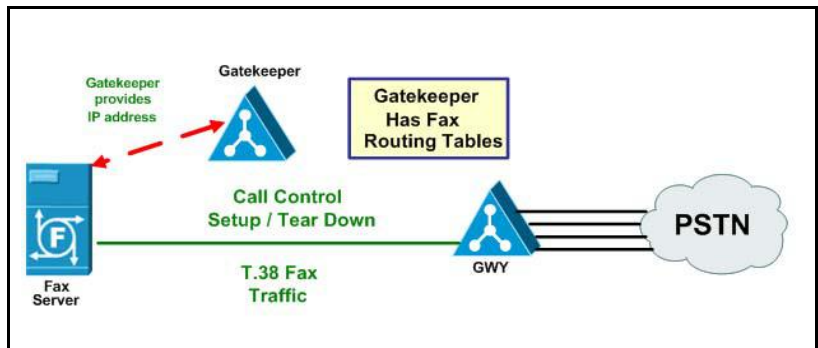 Gatekeeper
Gatekeeper
provides
IP address
Gatekeeper
Has Fax
Routing Tables
Call Control
Setup / Tear Down
PSTN
F
GWY
T.38 Fax
Traffic
Fax
Server